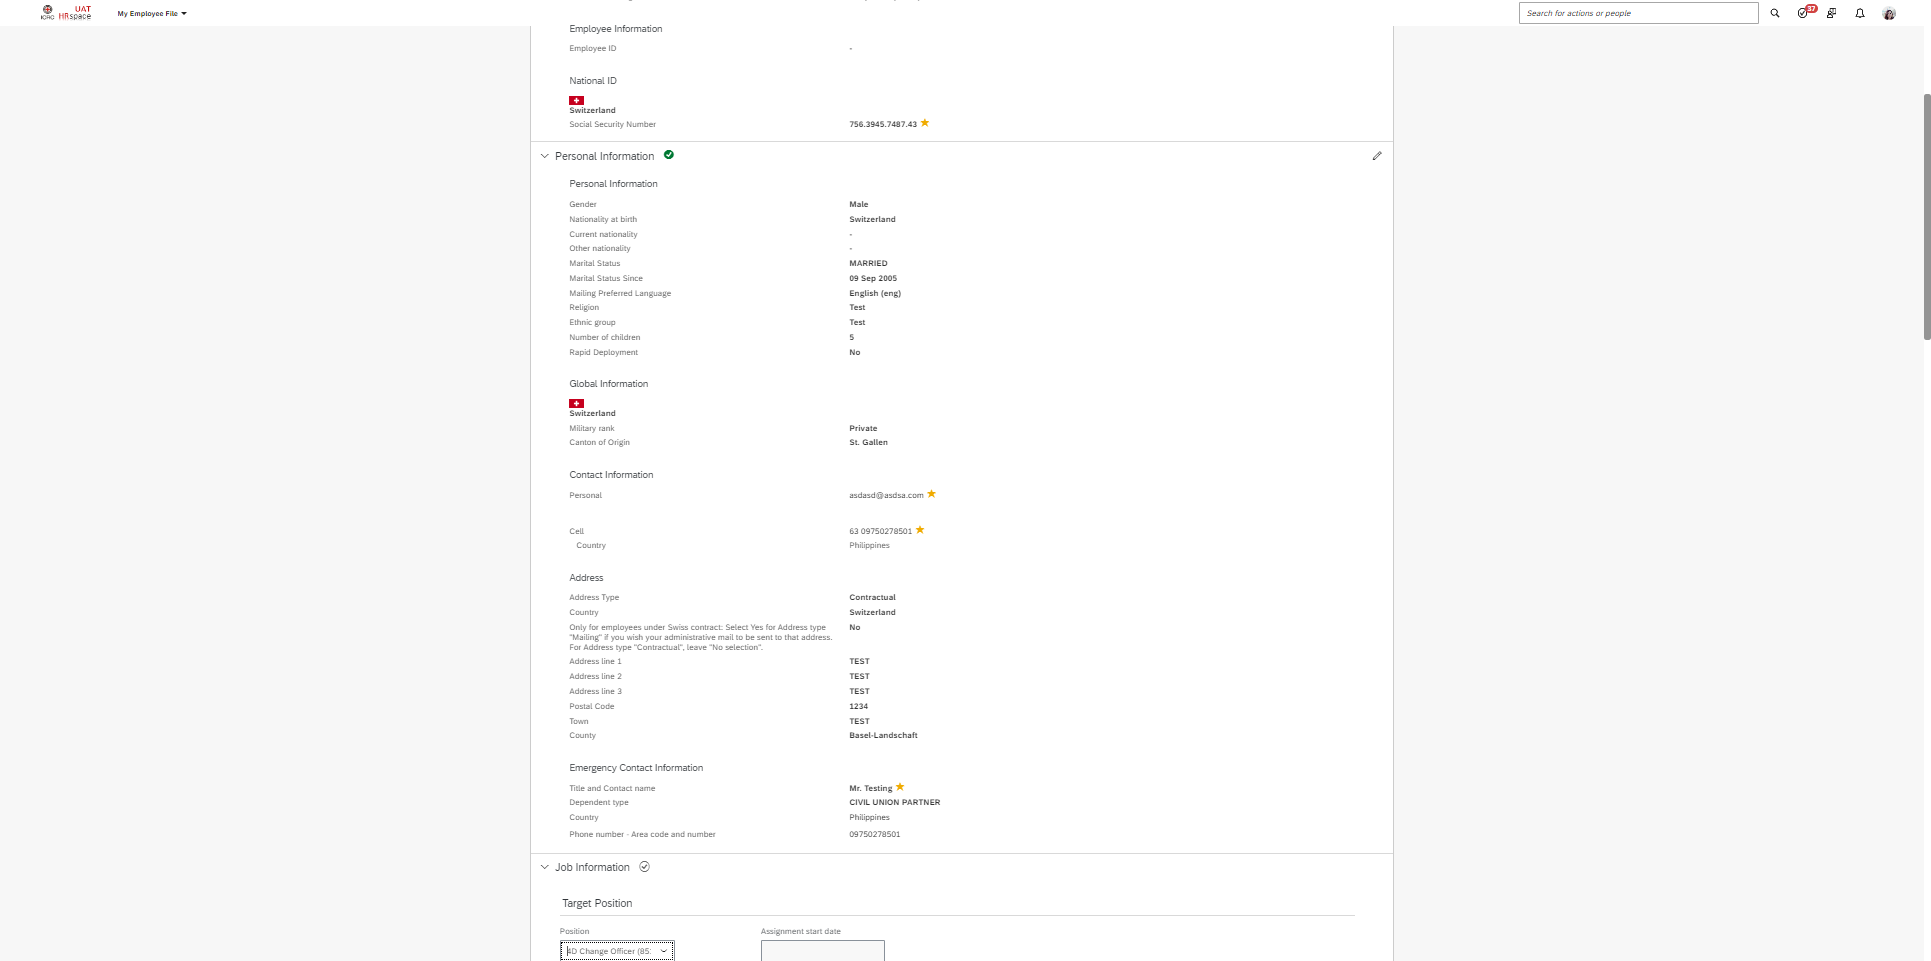 UAT
ICRC HRspace
My Employee File
Search for actions or people
37
Employee Information
Employee ID -
National ID
Switzerland
Social Security Number 756.3945.7487.43
Personal Information
Personal Information
Gender Male
Nationality at birth Switzerland
Current nationality -
Other nationality -
Marital Status MARRIED
Marital Status Since 09 Sep 2005
Mailing Preferred Language English (eng)
Religion Test
Ethnic group Test
Number of children 5
Rapid Deployment No
Global Information
Switzerland
Military rank Private
Canton of Origin St. Gallen
Contact Information
Personal asdasd@asdsa.com
Cell 63 09750278501
Country Philippines
Address
Address Type Contractual
Country Switzerland
Only for employees under Swiss contract: Select Yes for Address type No
"Mailing" if you wish your administrative mail to be sent to that address.
For Address type "Contractual", leave "No selection".
Address line 1 TEST
Address line 2 TEST
Address line 3 TEST
Postal Code 1234
Town TEST
County Basel-Landschaft
Emergency Contact Information
Title and Contact name Mr. Testing
Dependent type CIVIL UNION PARTNER
Country Philippines
Phone number - Area code and number 09750278501
Job Information
Target Position
Position Assignment start date
4D Change Officer (85: